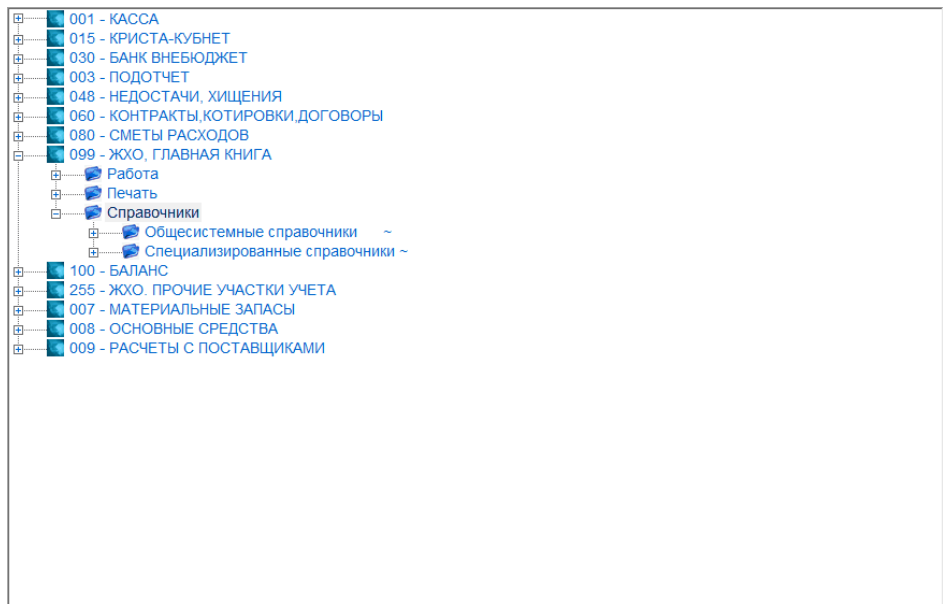 001 - КАССА
015 - КРИСТА-КУБНЕТ
030 - БАНК ВНЕБЮДЖЕТ
003 - ПОДОТЧЕТ
048 - НЕДОСТАЧИ, ХИЩЕНИЯ
060 - КОНТРАКТЫ,КОТИРОВКИ,ДОГОВОРЫ
080 - СМЕТЫ РАСХОДОВ
099 - ЖХО, ГЛАВНАЯ КНИГА
Работа
Печать
Справочники
Общесистемные справочники ~
Специализированные справочники ~
100 - БАЛАНС
255 - ЖХО. ПРОЧИЕ УЧАСТКИ УЧЕТА
007 - МАТЕРИАЛЬНЫЕ ЗАПАСЫ
008 - ОСНОВНЫЕ СРЕДСТВА
009 - РАСЧЕТЫ С ПОСТАВЩИКАМИ